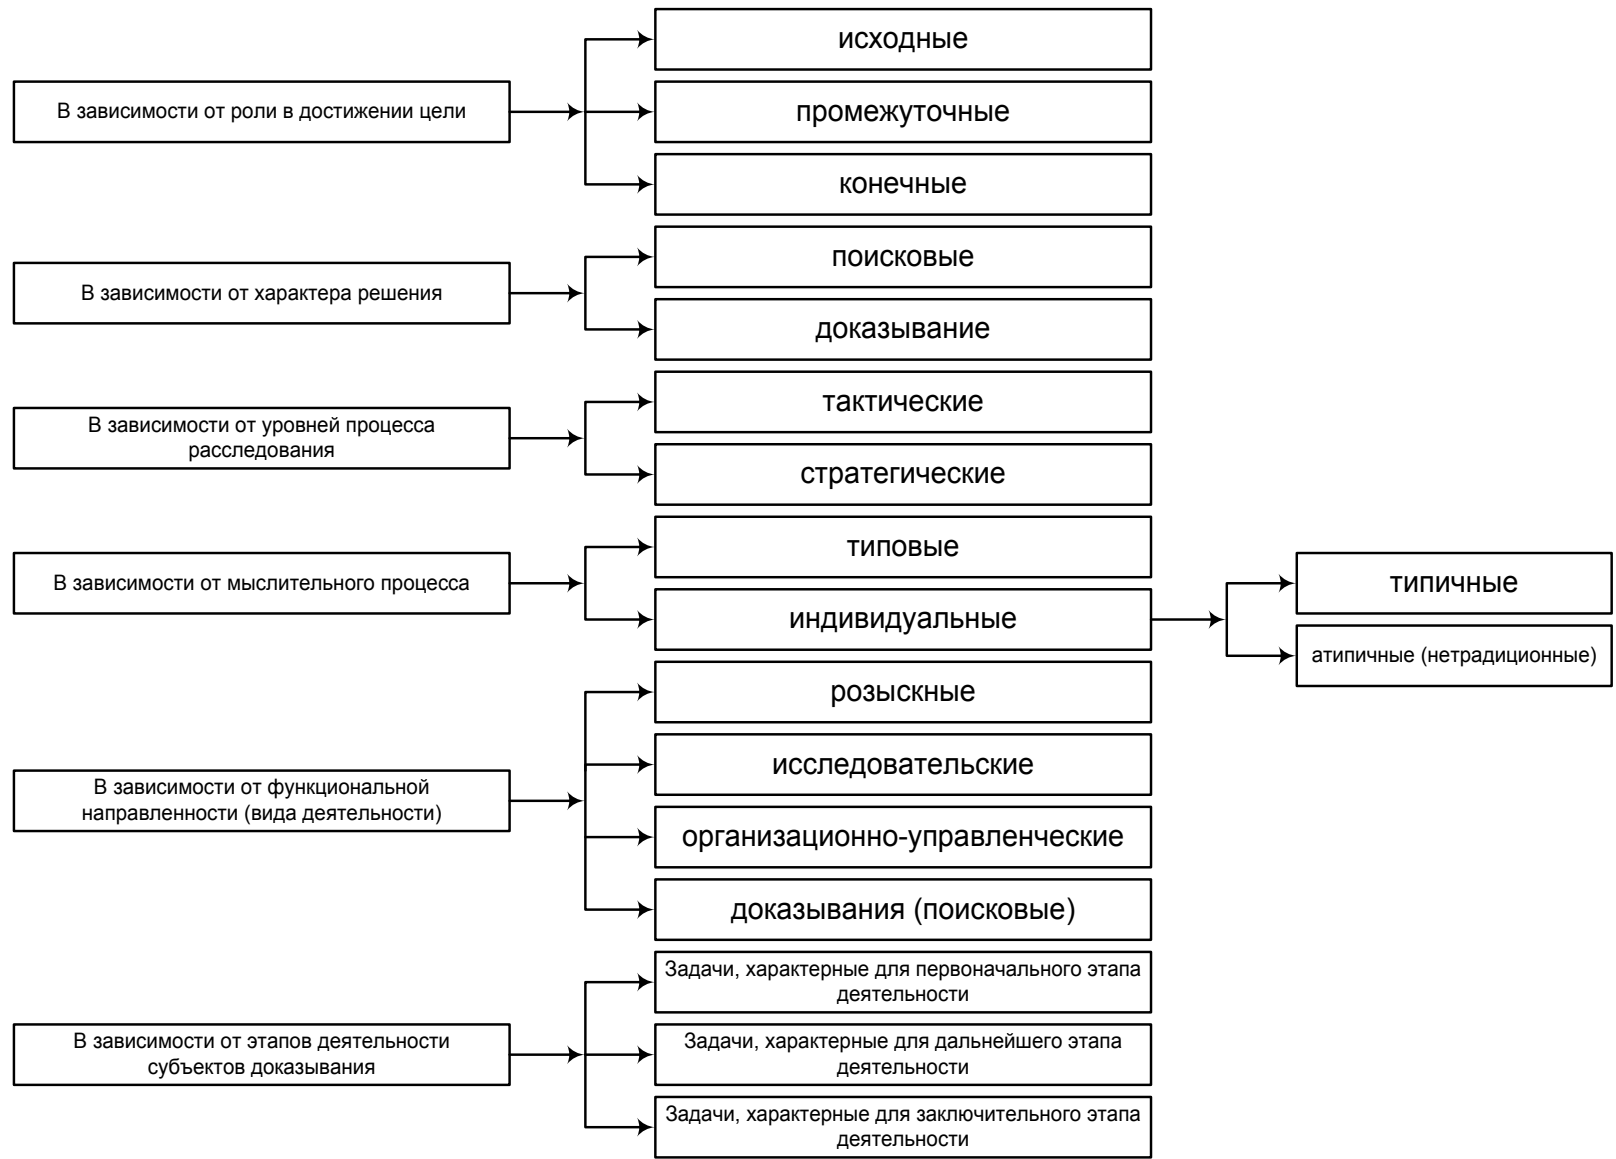 В зависимости от роли в достижении цели
исходные
промежуточные
конечные
В зависимости от характера решения
поисковые
доказывание
В зависимости от уровней процесса
расследования
тактические
стратегические
В зависимости от мыслительного процесса
типовые
индивидуальные
типичные
атипичные (нетрадиционные)
В зависимости от функциональной
направленности (вида деятельности)
розыскные
исследовательские
организационно-управленческие
доказывания (поисковые)
В зависимости от этапов деятельности
субъектов доказывания
Задачи, характерные для первоначального этапа
деятельности
Задачи, характерные для дальнейшего этапа
деятельности
Задачи, характерные для заключительного этапа
деятельности